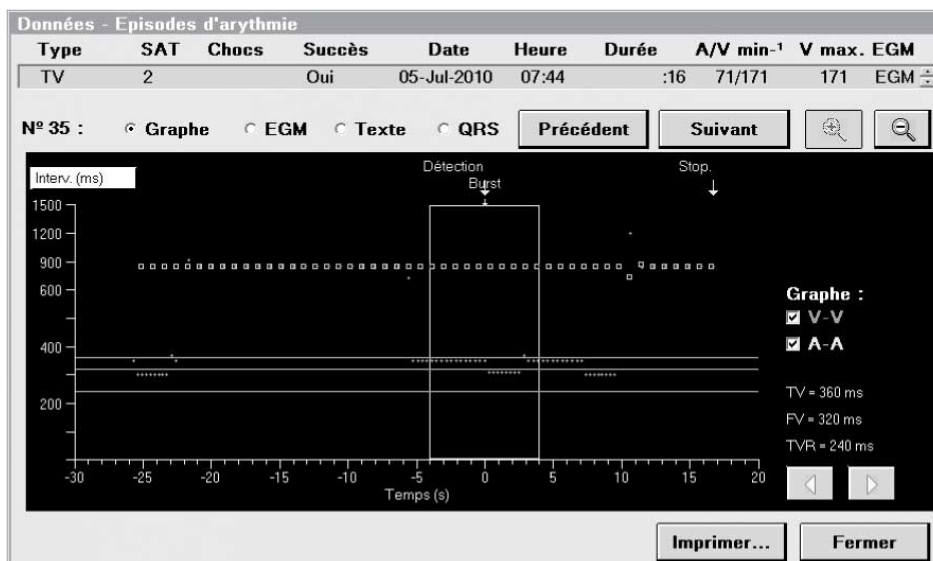 Données - Episodes d'arythmie
Type SAT Chocs Succès Date Heure Durée A/V min-¹ V max. EGM
TV 2 Oui 05-Jul-2010 07:44 :16 71/171 171 EGM
Nº 35 : Graphe EGM Texte QRS Précédent Suivant
Détection Stop.
Interv. (ms) Burst
1500
1200
900
600
Graphe :
V-V
400 A-A
TV = 360 ms
200
FV = 320 ms
TVR = 240 ms
-30 -25 -20 -15 -10 -5 0 5 10 15 20
Temps (s)
Imprimer... Fermer